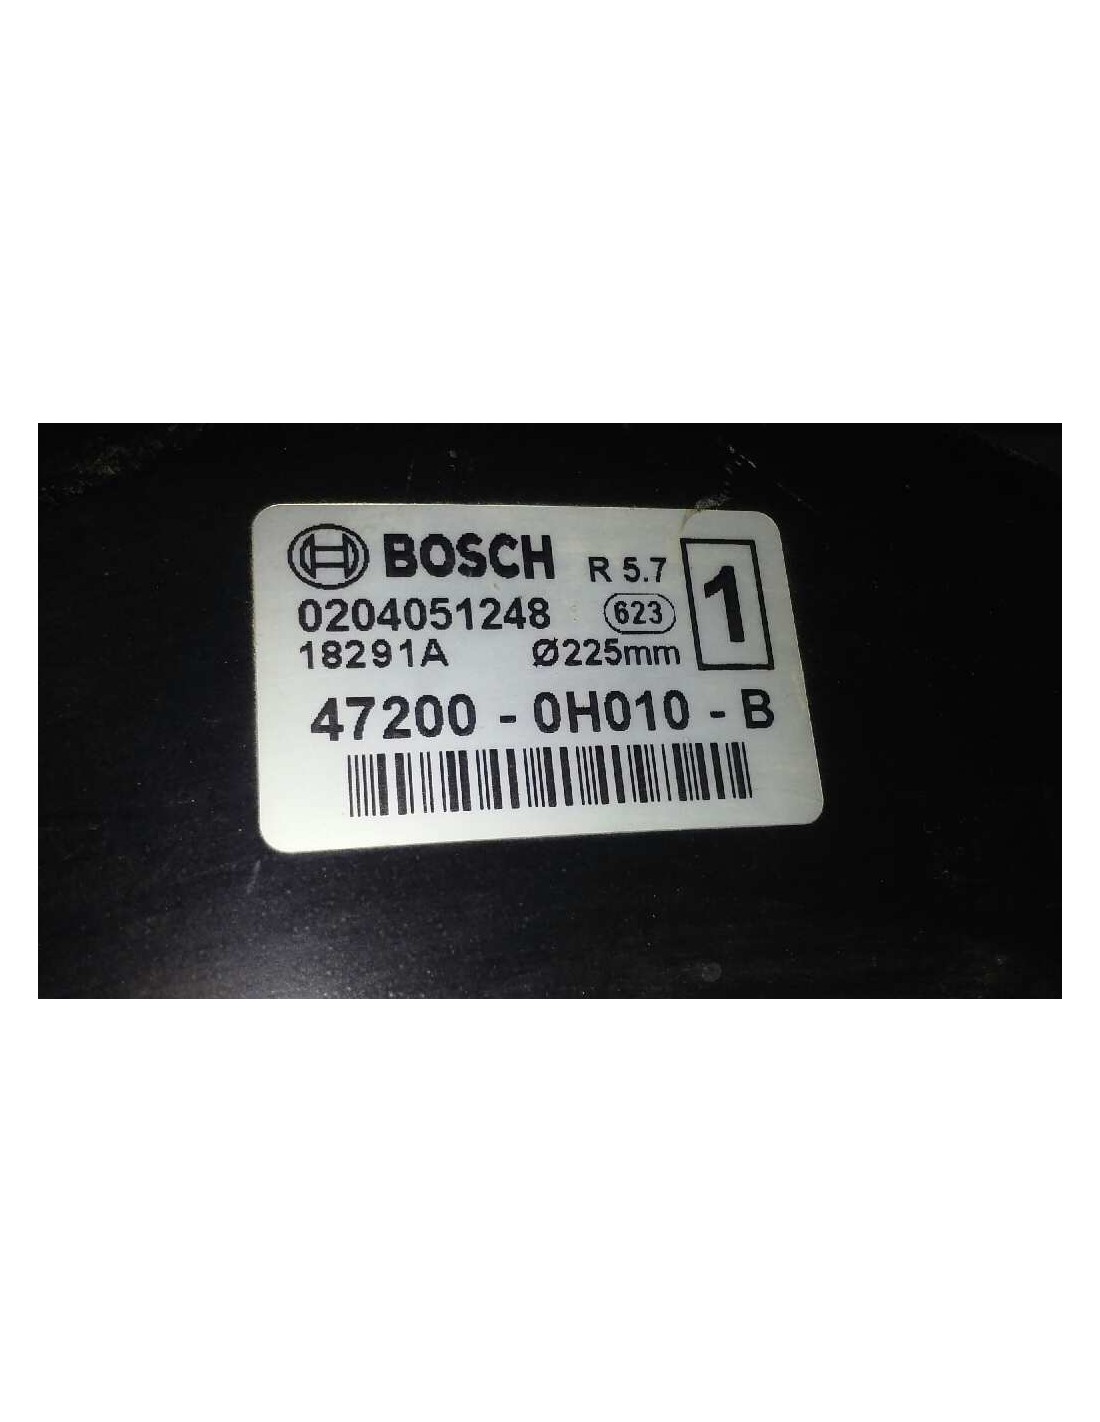 BOSCH R 5.7 1
0204051248 623
18291A Ø225mm
47200 - 0H010 - B